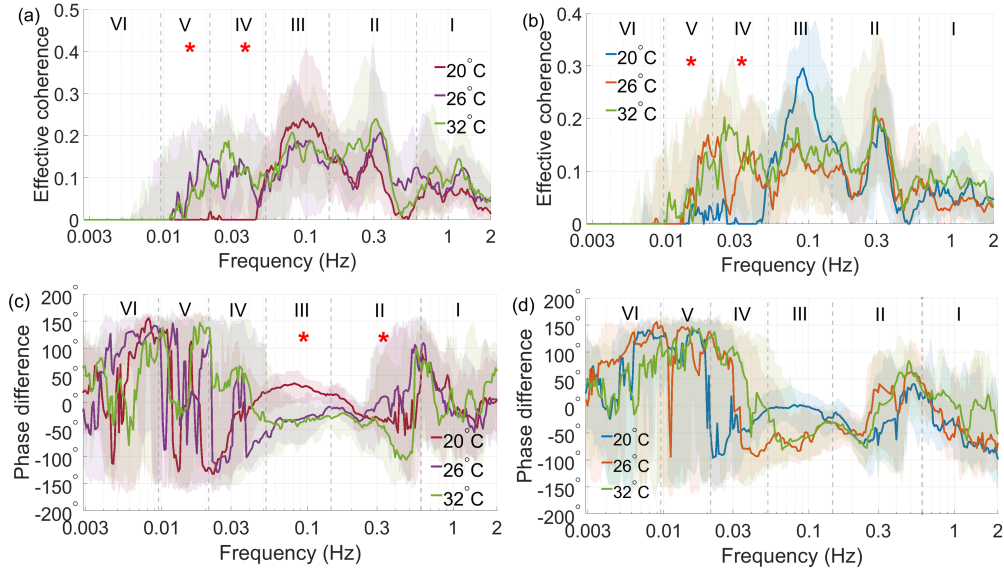 (a)
0.5
0.4
0.3
0.2
0.1
0
Effective coherence
VI
V
IV
III
II
I
*
*
20°C
26°C
32°C
0.003
0.01
0.03
0.1
0.3
1
2
Frequency (Hz)
(b)
0.4
0.3
0.2
0.1
0
Effective coherence
VI
V
IV
III
II
I
*
*
20°C
26°C
32°C
0.003
0.01
0.03
0.1
0.3
1
2
Frequency (Hz)
(c)
200°
150°
100°
50°
0°
-50°
-100°
-150°
-200°
Phase difference
VI
V
IV
III
II
I
*
*
20°C
26°C
32°C
0.003
0.01
0.03
0.1
0.3
1
2
Frequency (Hz)
(d)
200°
150°
100°
50°
0°
-50°
-100°
-150°
-200°
Phase difference
VI
V
IV
III
II
I
20°C
26°C
32°C
0.003
0.01
0.03
0.1
0.3
1
2
Frequency (Hz)